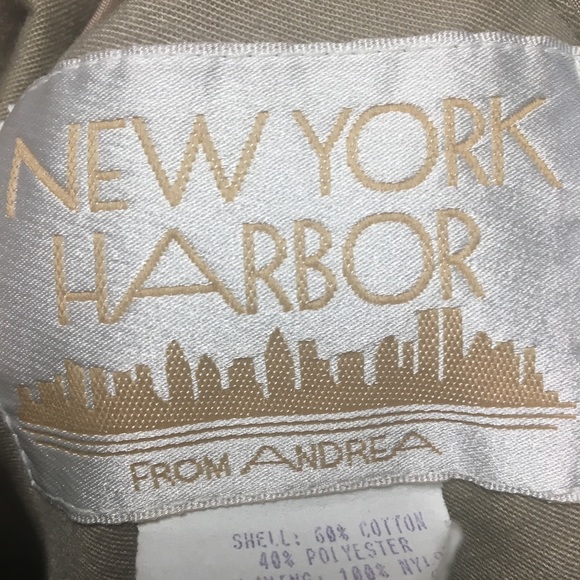 NEW YORK
HARBOR
FROM ANDREA
SHELL: 60% COTTON
40% POLYESTER
100%